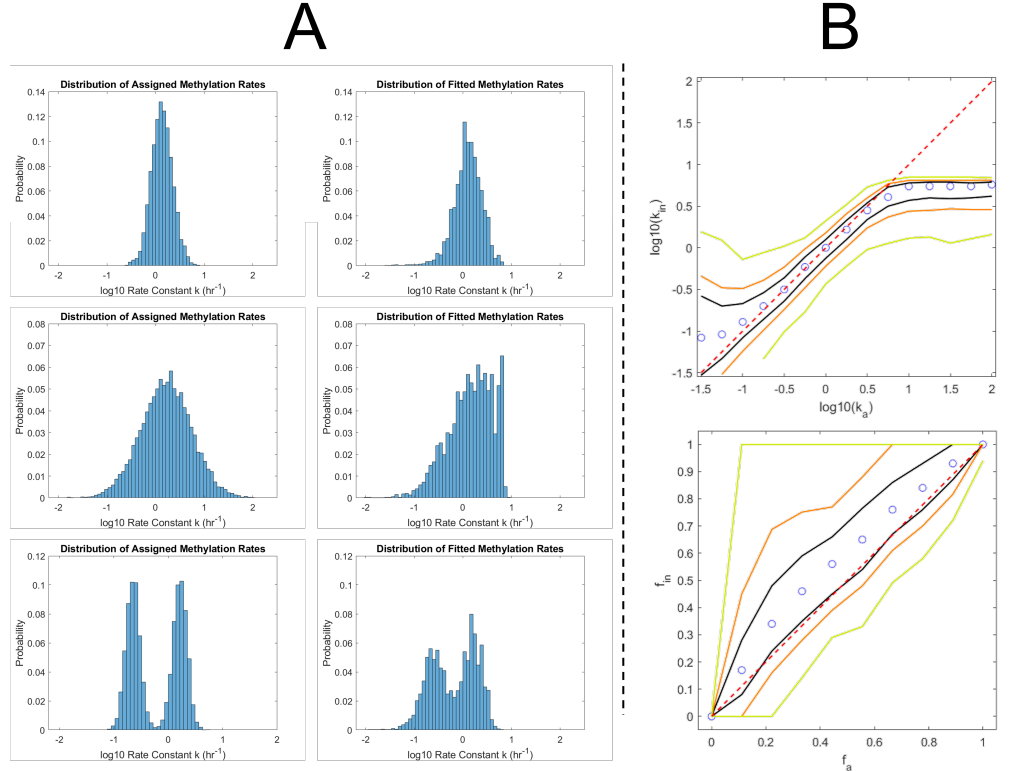 A
B
Distribution of Assigned Methylation Rates
0.14
0.12
0.1
0.08
0.06
0.04
0.02
0
Probability
-2 -1 0 1 2
log10 Rate Constant k (hr⁻¹)
Distribution of Fitted Methylation Rates
0.14
0.12
0.1
0.08
0.06
0.04
0.02
0
Probability
-2 -1 0 1 2
log10 Rate Constant k (hr⁻¹)
Distribution of Assigned Methylation Rates
0.08
0.07
0.06
0.05
0.04
0.03
0.02
0.01
0
Probability
-2 -1 0 1 2
log10 Rate Constant k (hr⁻¹)
Distribution of Fitted Methylation Rates
0.08
0.07
0.06
0.05
0.04
0.03
0.02
0.01
0
Probability
-2 -1 0 1 2
log10 Rate Constant k (hr⁻¹)
Distribution of Assigned Methylation Rates
0.12
0.1
0.08
0.06
0.04
0.02
0
Probability
-2 -1 0 1 2
log10 Rate Constant k (hr⁻¹)
Distribution of Fitted Methylation Rates
0.12
0.1
0.08
0.06
0.04
0.02
0
Probability
-2 -1 0 1 2
log10 Rate Constant k (hr⁻¹)
2
1.5
1
0.5
0
-0.5
-1
-1.5
log10(k_in)
-1.5 -1 -0.5 0 0.5 1 1.5 2
log10(k_a)
1
0.9
0.8
0.7
0.6
0.5
0.4
0.3
0.2
0.1
0
f_in
0 0.2 0.4 0.6 0.8 1
f_a